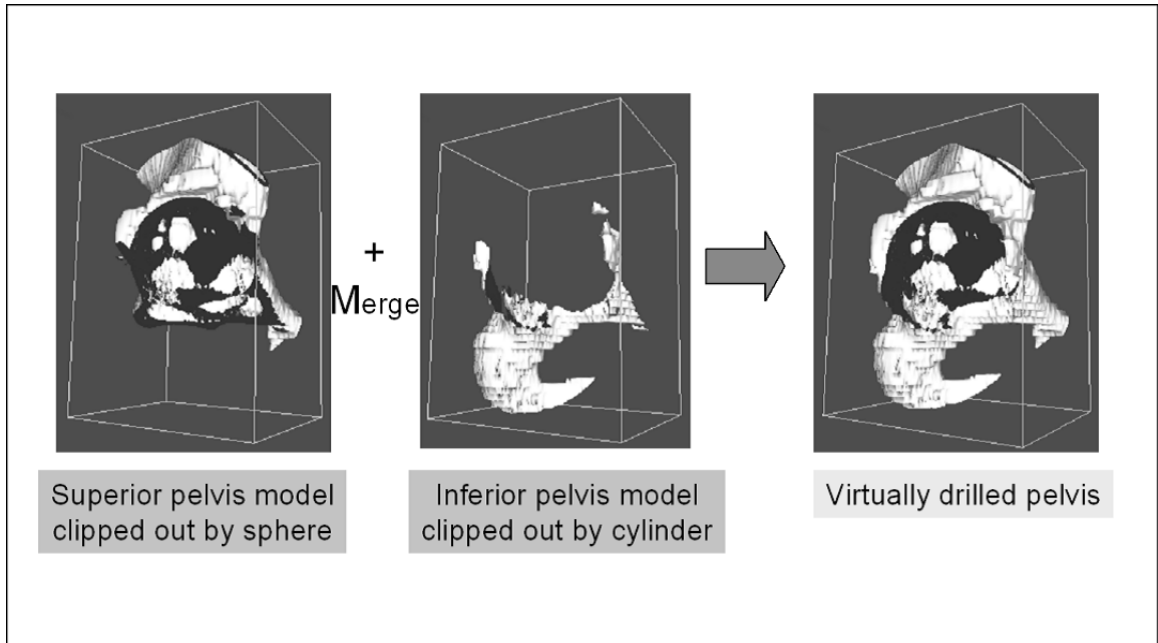 +
Merge
Superior pelvis model
clipped out by sphere
Inferior pelvis model
clipped out by cylinder
Virtually drilled pelvis